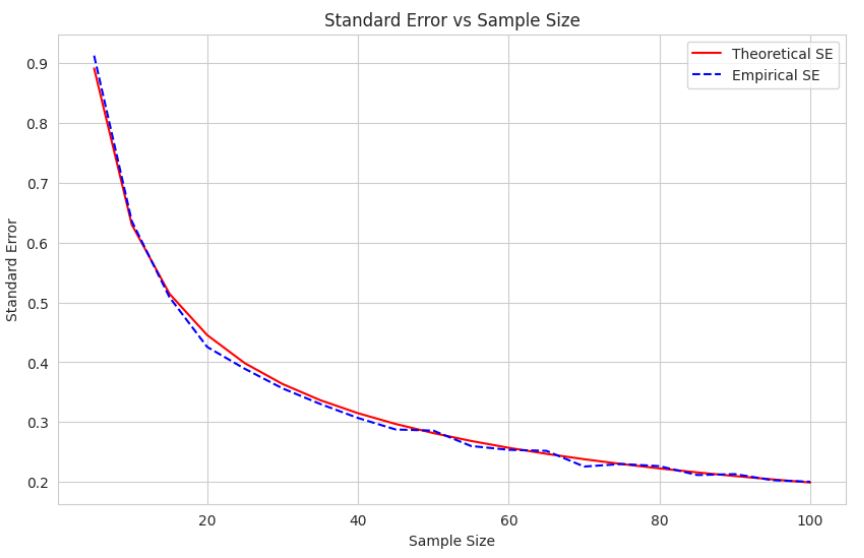 Standard Error vs Sample Size
Theoretical SE
Empirical SE
Standard Error
0.9
0.8
0.7
0.6
0.5
0.4
0.3
0.2
20
40
60
80
100
Sample Size